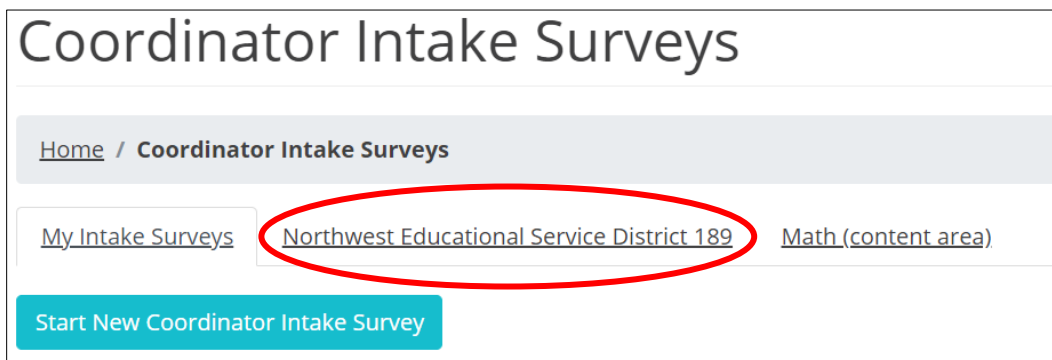 Coordinator Intake Surveys
Home / Coordinator Intake Surveys
My Intake Surveys Northwest Educational Service District 189 Math (content area)
Start New Coordinator Intake Survey